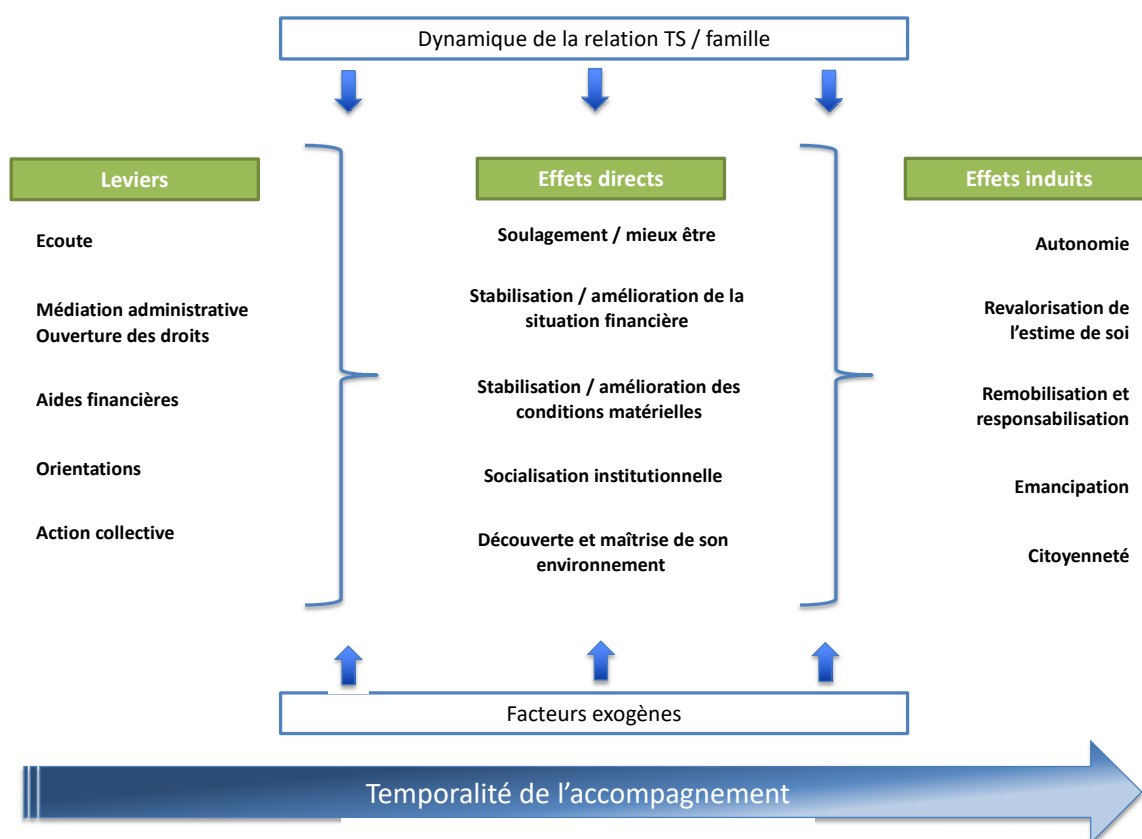 Dynamique de la relation TS / famille
Leviers
Ecoute
Médiation administrative
Ouverture des droits
Aides financières
Orientations
Action collective
Effets directs
Soulagement / mieux être
Stabilisation / amélioration de la
situation financière
Stabilisation / amélioration des
conditions matérielles
Socialisation institutionnelle
Découverte et maîtrise de son
environnement
Effets induits
Autonomie
Revalorisation de
l’estime de soi
Remobilisation et
responsabilisation
Emancipation
Citoyenneté
Facteurs exogènes
Temporalité de l’accompagnement